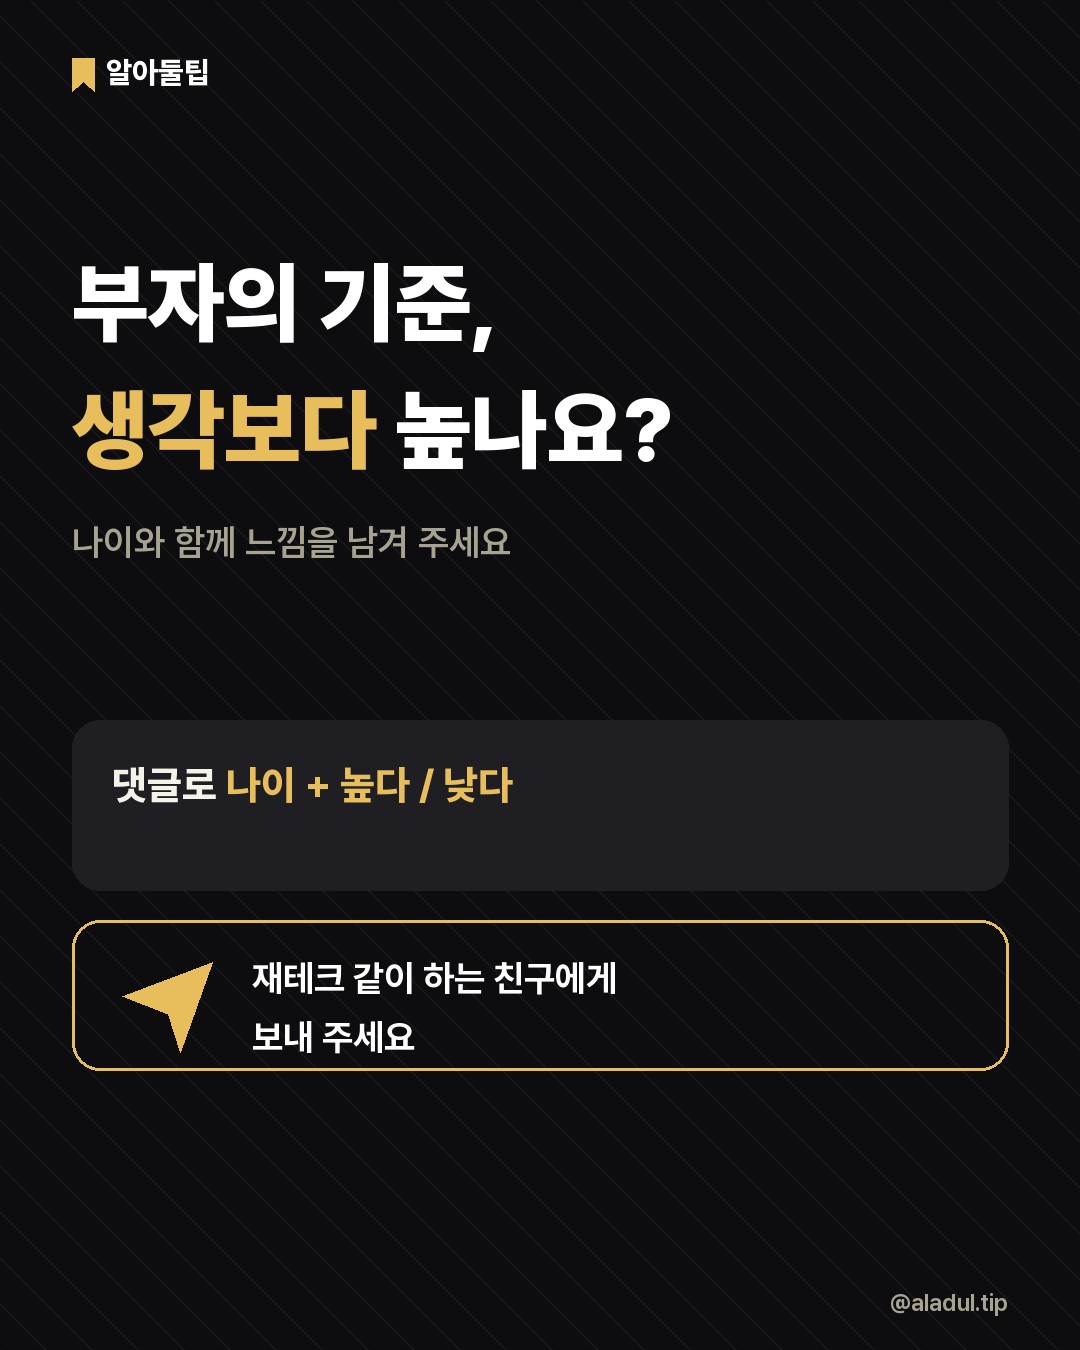 알아둘팁
부자의 기준,
생각보다 높나요?
나이와 함께 느낌을 남겨 주세요
댓글로 나이 + 높다 / 낮다
재테크 같이 하는 친구에게
보내 주세요
@aladul.tip